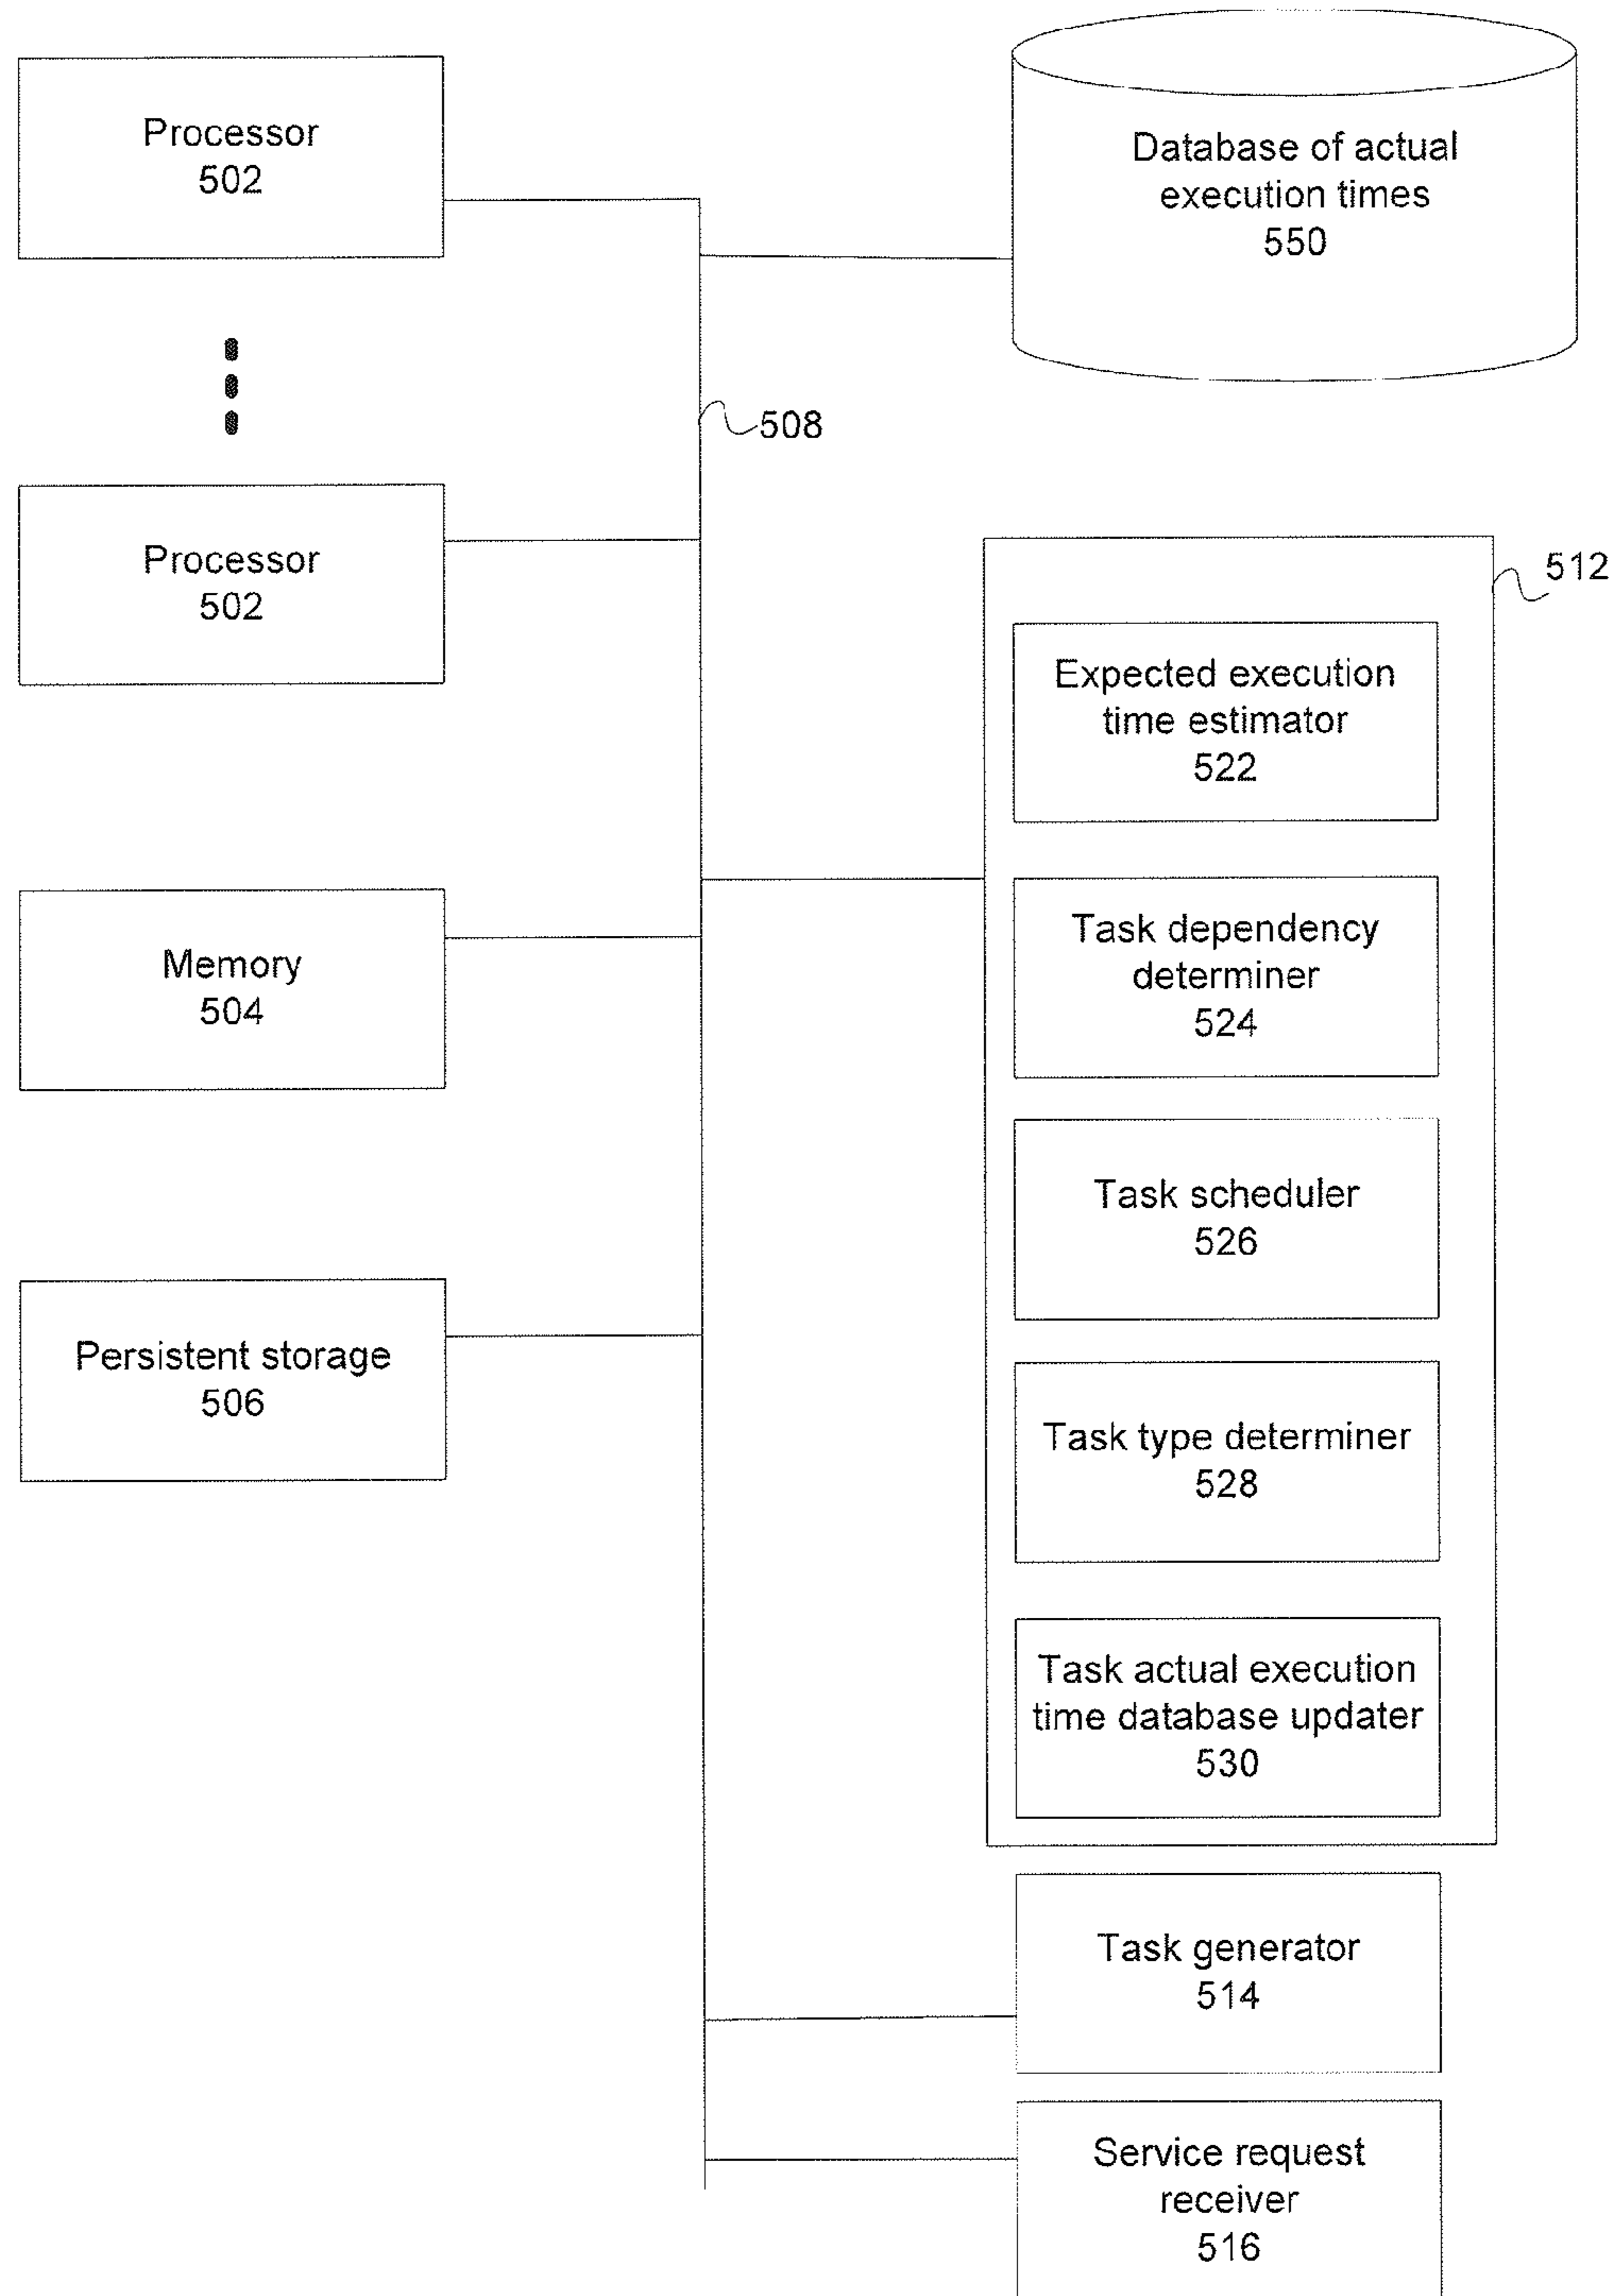 Processor
502
Database of actual
execution times
550
508
Processor
502
512
Expected execution
time estimator
522
Task dependency
determiner
524
Memory
504
Task scheduler
526
Persistent storage
506
Task type determiner
528
Task actual execution
time database updater
530
Task generator
514
Service request
receiver
516